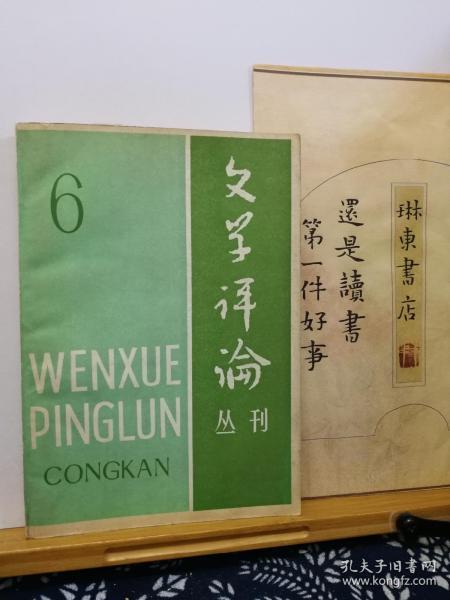 6
WENXUE
PINGLUN
CONGKAN
文学评論
丛刊
琳東書店
還是讀書
第一件好事
孔夫子旧书网
www.kongfz.com